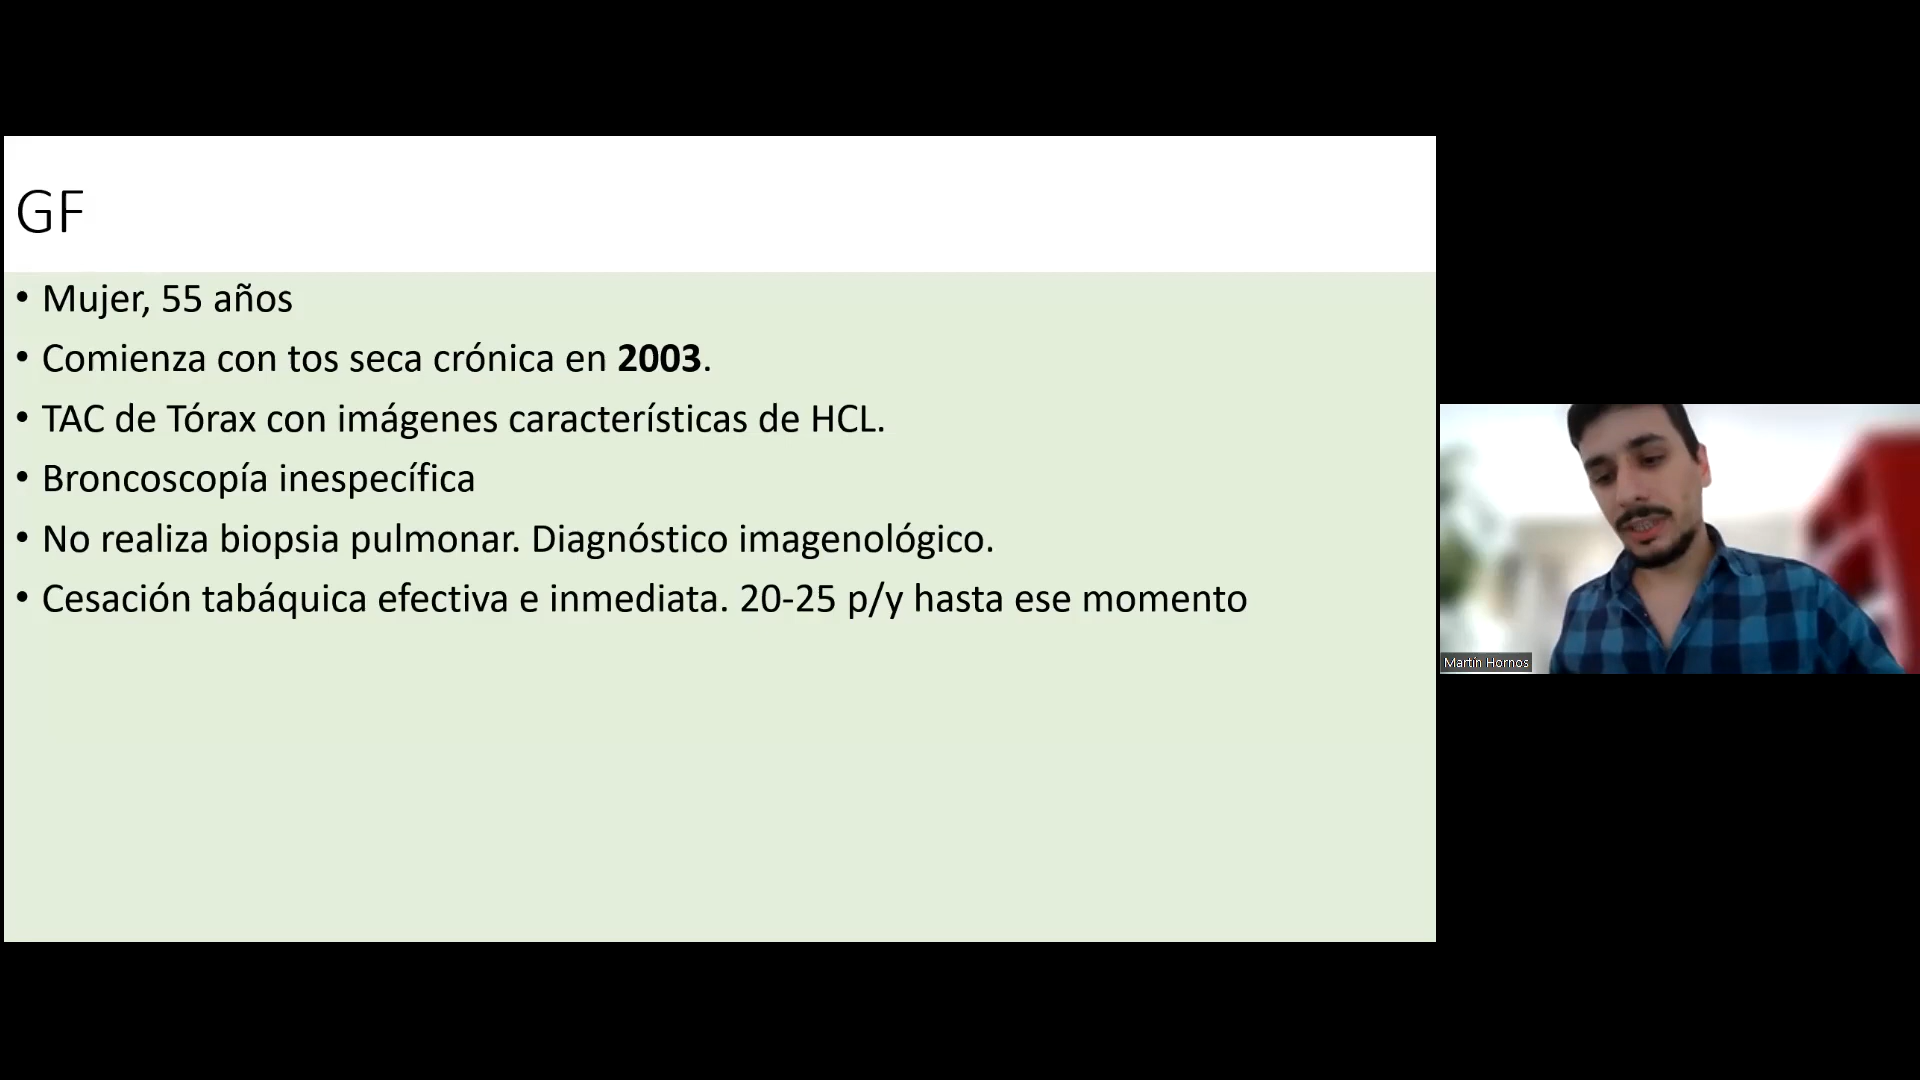 GF
• Mujer, 55 años
• Comienza con tos seca crónica en 2003.
• TAC de Tórax con imágenes características de HCL.
• Broncoscopía inespecífica
• No realiza biopsia pulmonar. Diagnóstico imagenológico.
• Cesación tabáquica efectiva e inmediata. 20-25 p/y hasta ese momento
Martín Hornos